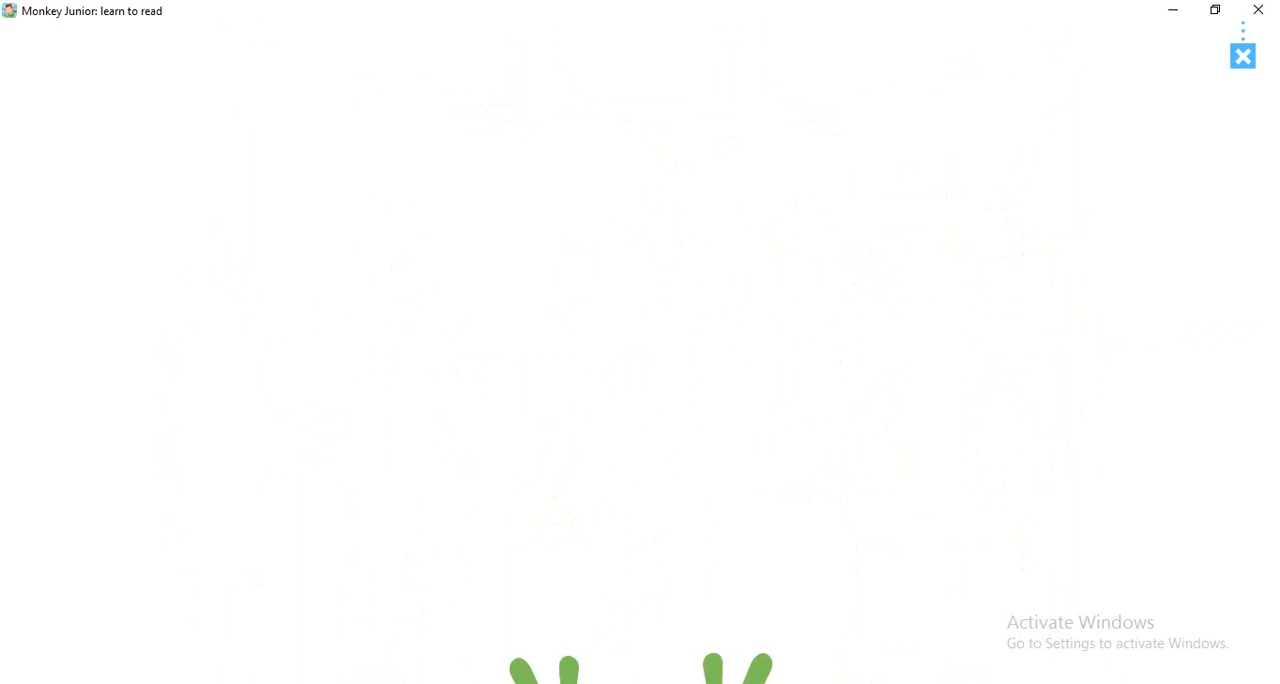 Monkey Junior: learn to read
Activate Windows
Go to Settings to activate Windows.